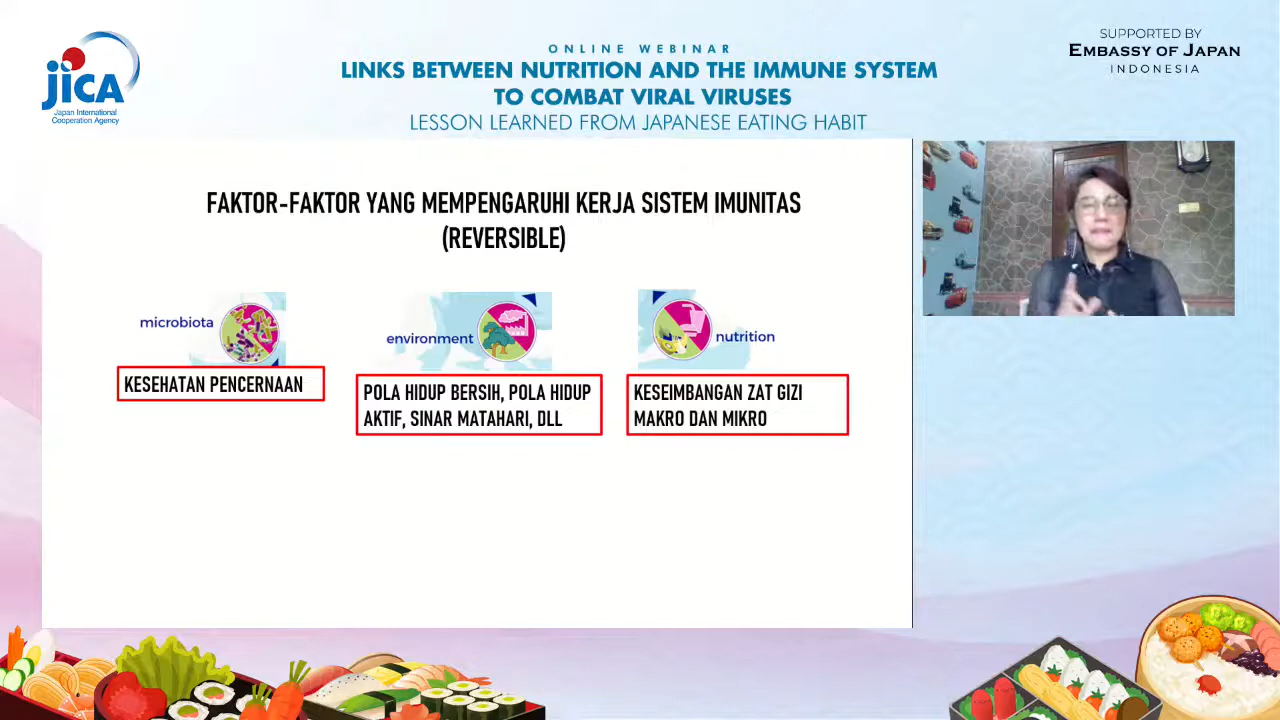 JICA
Japan International
Cooperation Agency
ONLINE WEBINAR
LINKS BETWEEN NUTRITION AND THE IMMUNE SYSTEM
TO COMBAT VIRAL VIRUSES
LESSON LEARNED FROM JAPANESE EATING HABIT
SUPPORTED BY
EMBASSY OF JAPAN
INDONESIA
FAKTOR-FAKTOR YANG MEMPENGARUHI KERJA SISTEM IMUNITAS
(REVERSIBLE)
microbiota
KESEHATAN PENCERNAAN
environment
POLA HIDUP BERSIH, POLA HIDUP
AKTIF, SINAR MATAHARI, DLL
nutrition
KESEIMBANGAN ZAT GIZI
MAKRO DAN MIKRO